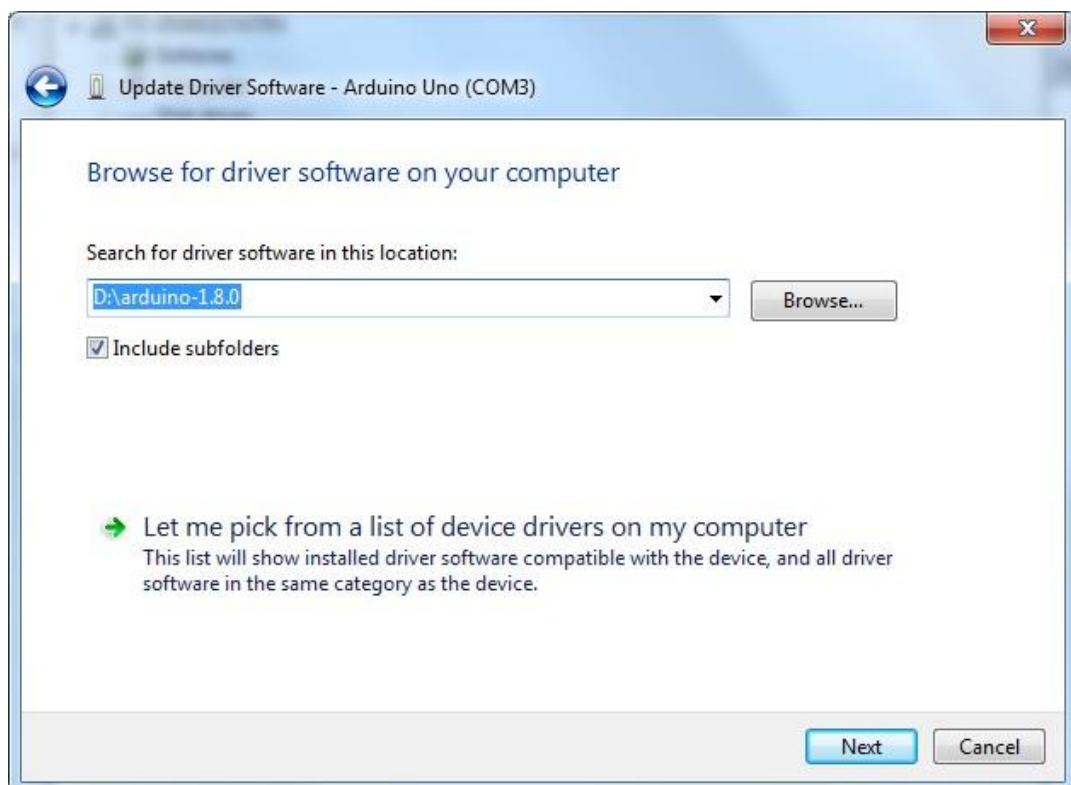 Update Driver Software - Arduino Uno (COM3)
Browse for driver software on your computer
Search for driver software in this location:
D:\arduino-1.8.0
Browse...
Include subfolders
Let me pick from a list of device drivers on my computer
This list will show installed driver software compatible with the device, and all driver
software in the same category as the device.
Next
Cancel